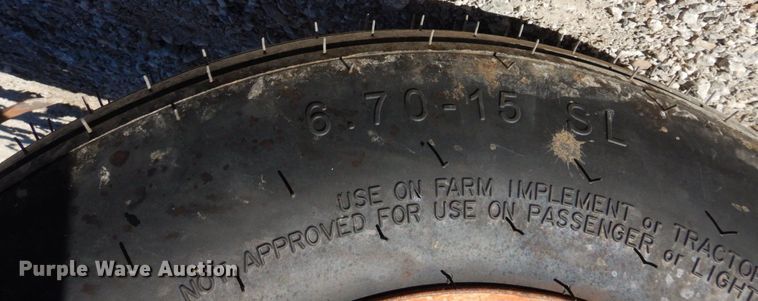 6.70-15 SL
USE ON FARM IMPLEMENT or TRACTOR
NOT APPROVED FOR USE ON PASSENGER or LIGHT
Purple Wave Auction